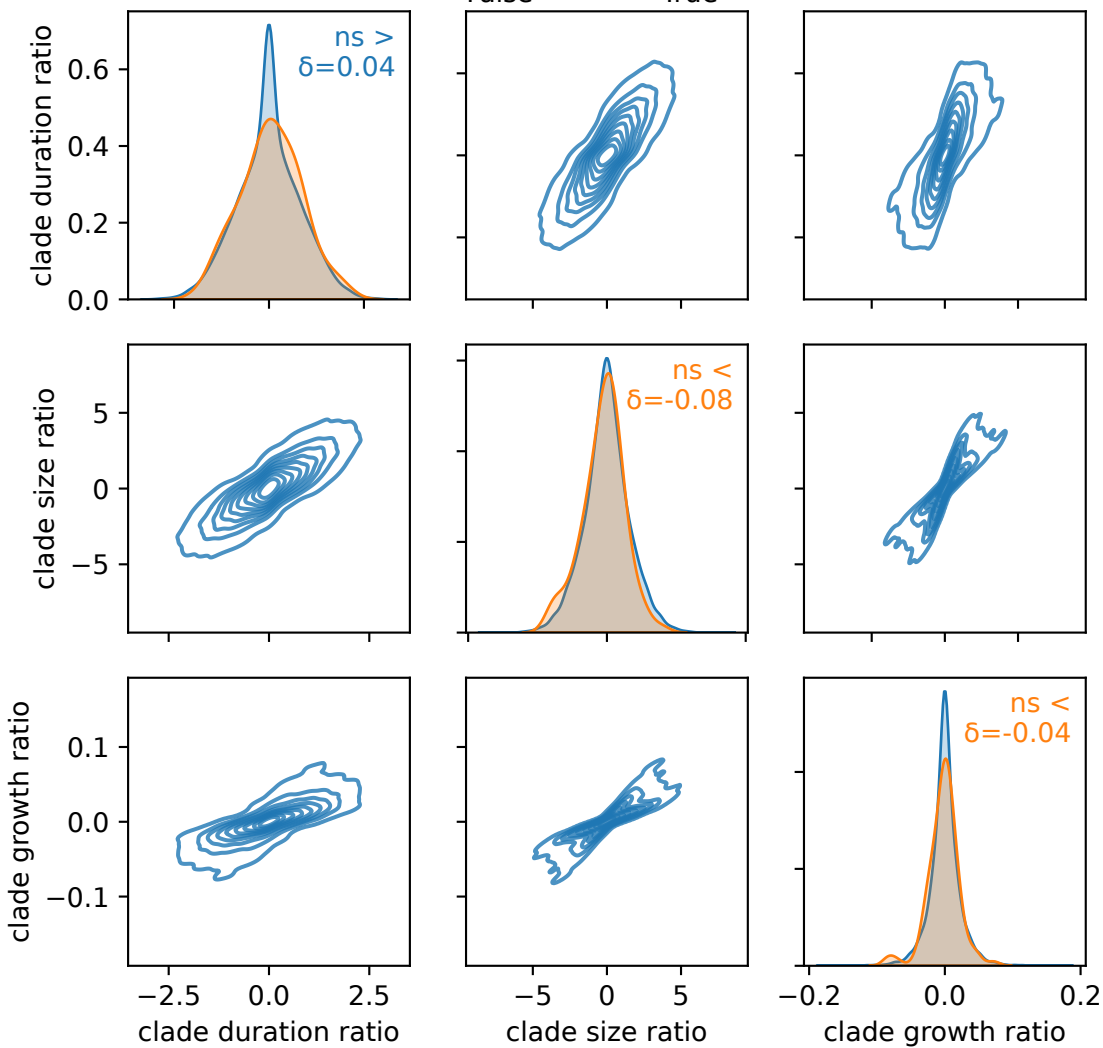 ns >
δ=0.04
clade duration ratio
0.6
0.4
0.2
0.0
ns <
δ=-0.08
clade size ratio
5
0
−5
ns <
δ=-0.04
clade growth ratio
0.1
0.0
−0.1
−2.5 0.0 2.5 −5 0 5 −0.2 0.0 0.2
clade duration ratio clade size ratio clade growth ratio